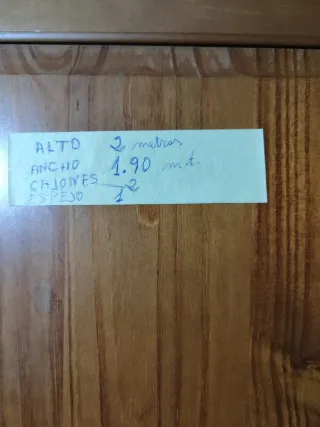 ALTO 2 metros
ANCHO 1.90 mt.
CAJONES 2
ESPEJO 1